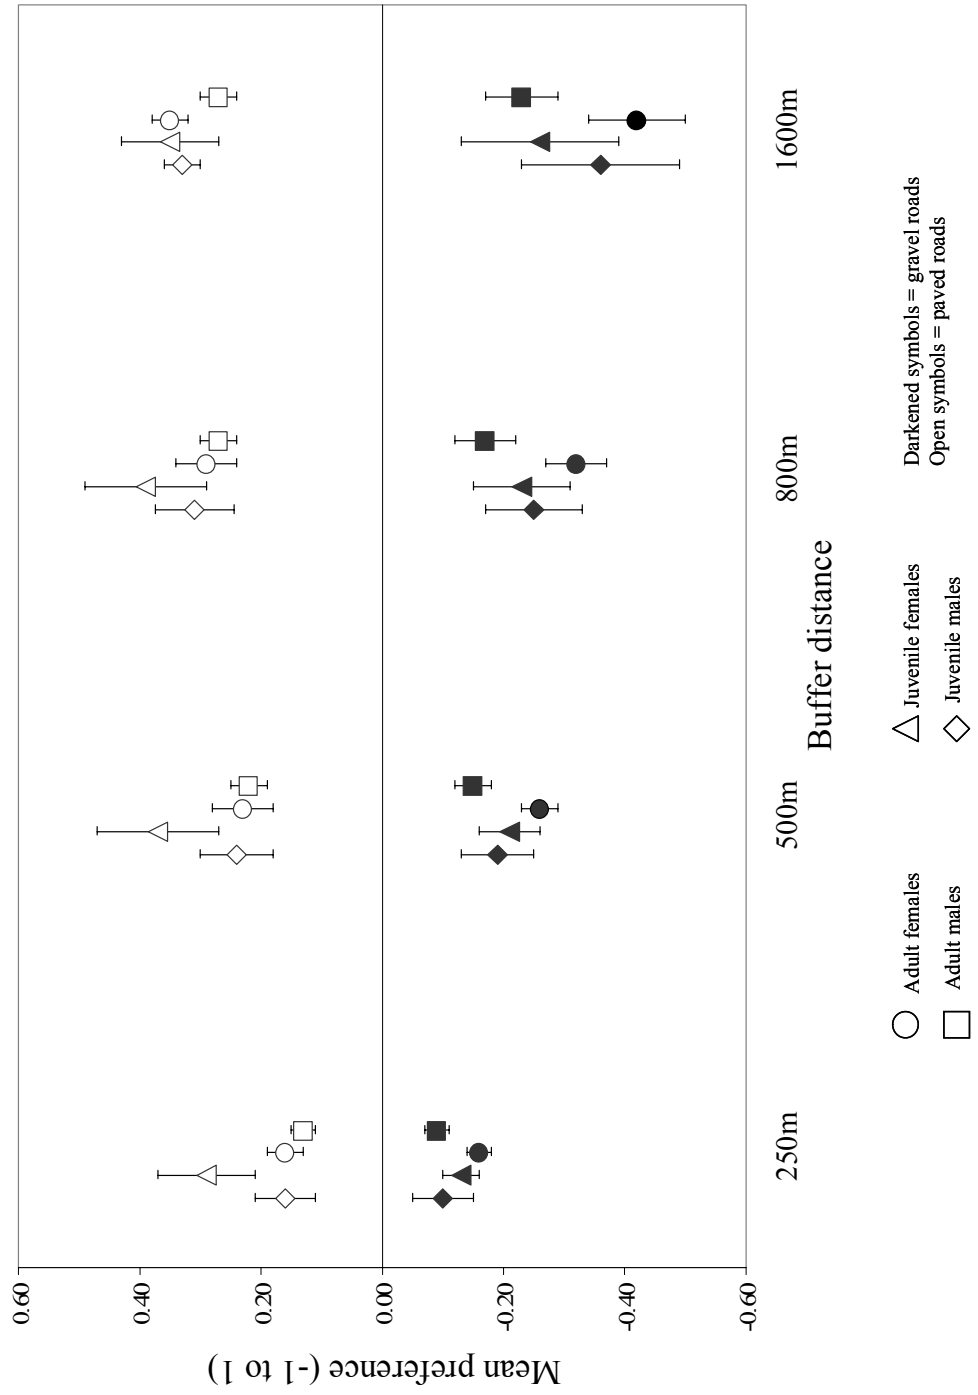 0.60
0.40
0.20
0.00
-0.20
-0.40
-0.60
Mean preference (-1 to 1)
250m
500m
800m
1600m
Buffer distance
Adult females
Juvenile females
Adult males
Juvenile males
Darkened symbols = gravel roads
Open symbols = paved roads